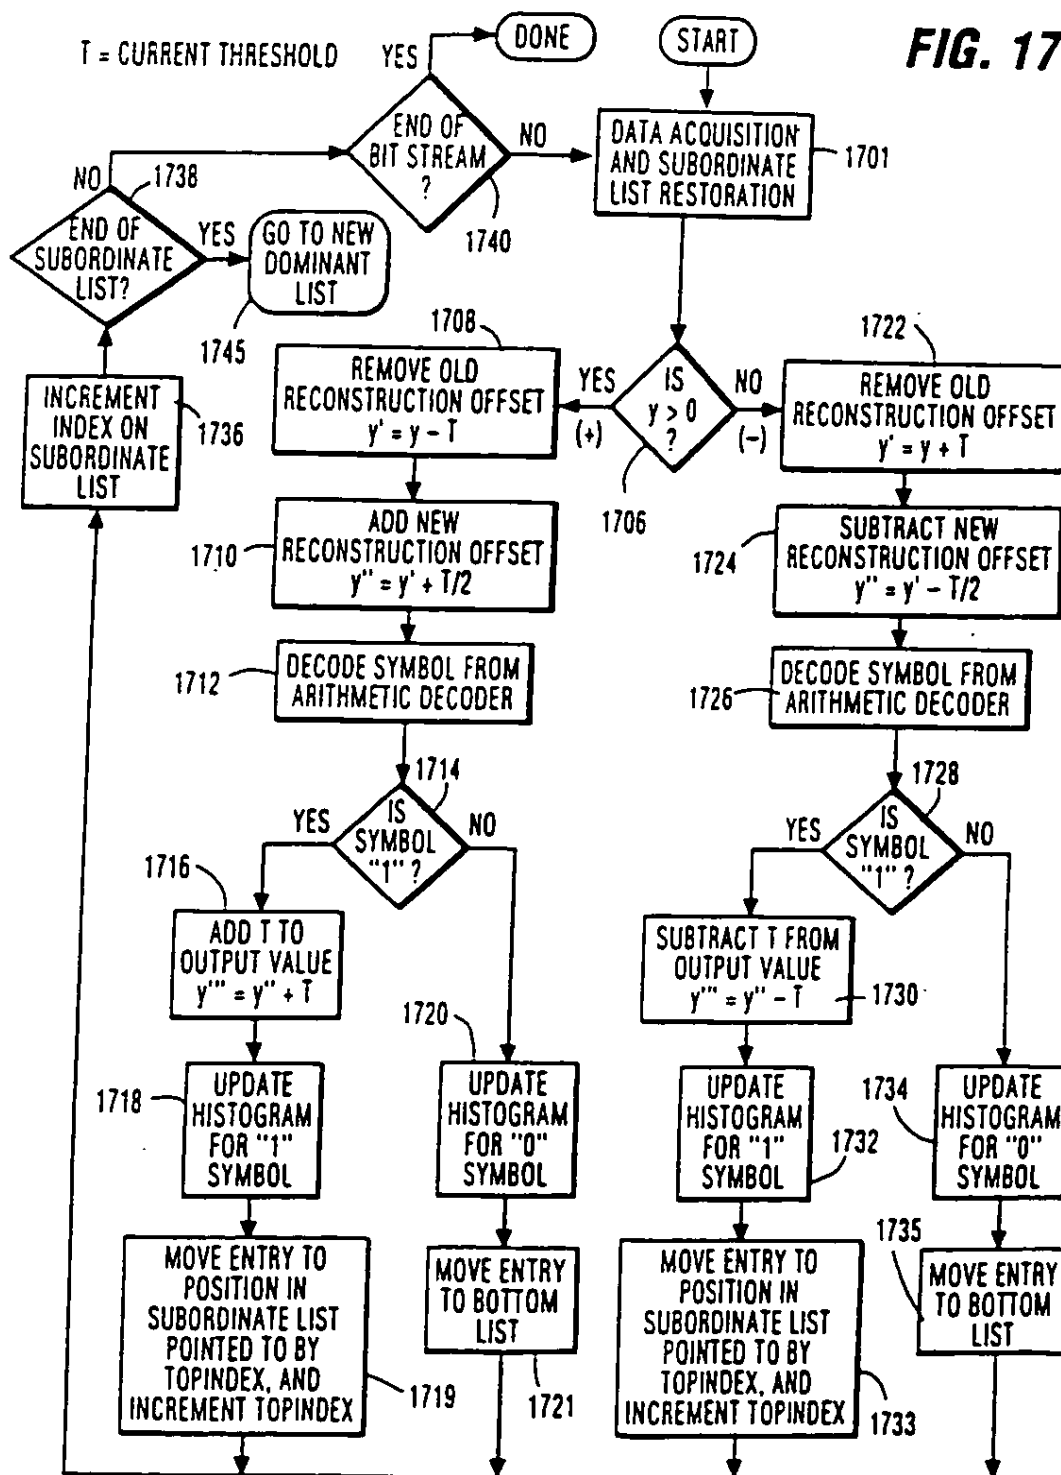 FIG. 17
T = CURRENT THRESHOLD
YES
DONE
START
END OF
BIT STREAM
?
NO
1740
DATA ACQUISITION
AND SUBORDINATE
LIST RESTORATION
1701
NO
1738
END OF
SUBORDINATE
LIST?
YES
GO TO NEW
DOMINANT
LIST
1745
INCREMENT
INDEX ON
SUBORDINATE
LIST
1736
1708
REMOVE OLD
RECONSTRUCTION OFFSET
y' = y - T
YES
(+)
IS
y > 0
?
NO
(-)
1706
1722
REMOVE OLD
RECONSTRUCTION OFFSET
y' = y + T
1710
ADD NEW
RECONSTRUCTION OFFSET
y'' = y' + T/2
1724
SUBTRACT NEW
RECONSTRUCTION OFFSET
y'' = y' - T/2
1712
DECODE SYMBOL FROM
ARITHMETIC DECODER
1726
DECODE SYMBOL FROM
ARITHMETIC DECODER
1714
YES
IS
SYMBOL
"1" ?
NO
1728
YES
IS
SYMBOL
"1" ?
NO
1716
ADD T TO
OUTPUT VALUE
y''' = y'' + T
SUBTRACT T FROM
OUTPUT VALUE
y''' = y'' - T
1730
1718
UPDATE
HISTOGRAM
FOR "1"
SYMBOL
1720
UPDATE
HISTOGRAM
FOR "0"
SYMBOL
UPDATE
HISTOGRAM
FOR "1"
SYMBOL
1732
1734
UPDATE
HISTOGRAM
FOR "0"
SYMBOL
MOVE ENTRY TO
POSITION IN
SUBORDINATE LIST
POINTED TO BY
TOPINDEX, AND
INCREMENT TOPINDEX
1719
MOVE ENTRY
TO BOTTOM
LIST
1721
MOVE ENTRY TO
POSITION IN
SUBORDINATE LIST
POINTED TO BY
TOPINDEX, AND
INCREMENT TOPINDEX
1733
1735
MOVE ENTRY
TO BOTTOM
LIST